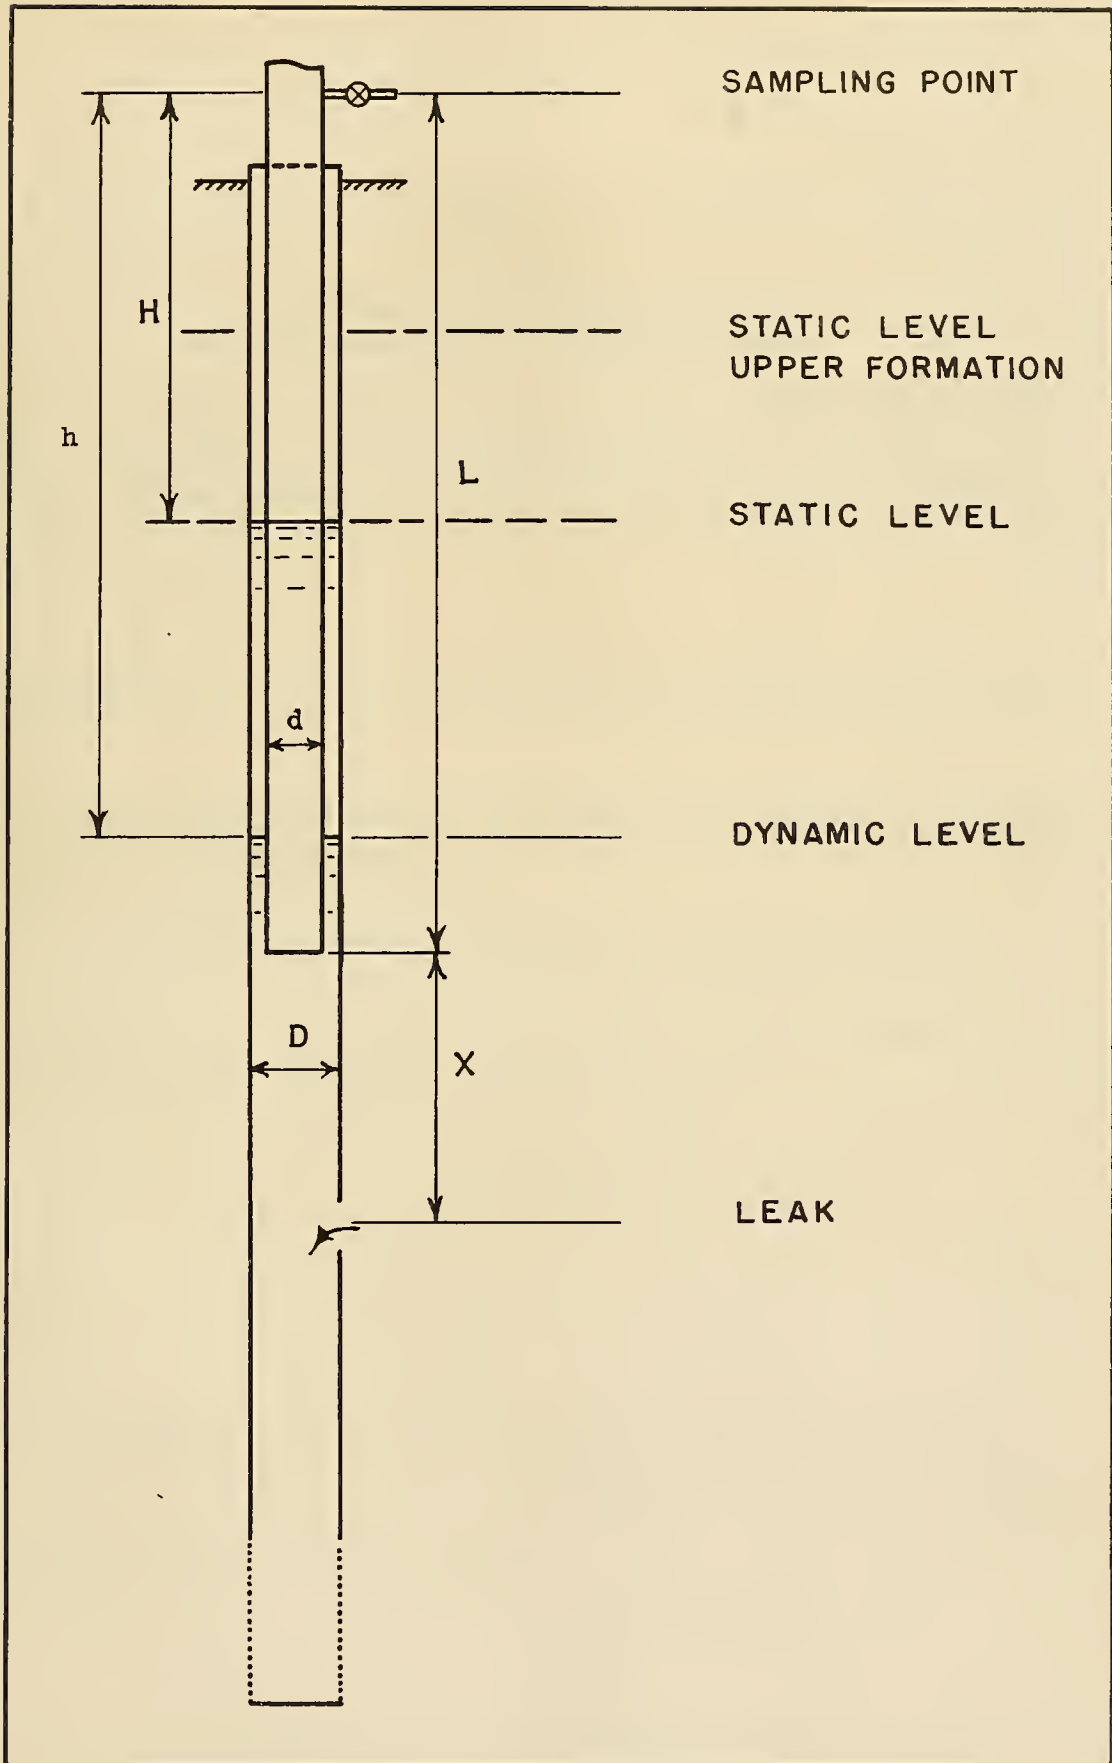 SAMPLING POINT
H
STATIC LEVEL
UPPER FORMATION
h
L
STATIC LEVEL
d
DYNAMIC LEVEL
D
X
LEAK